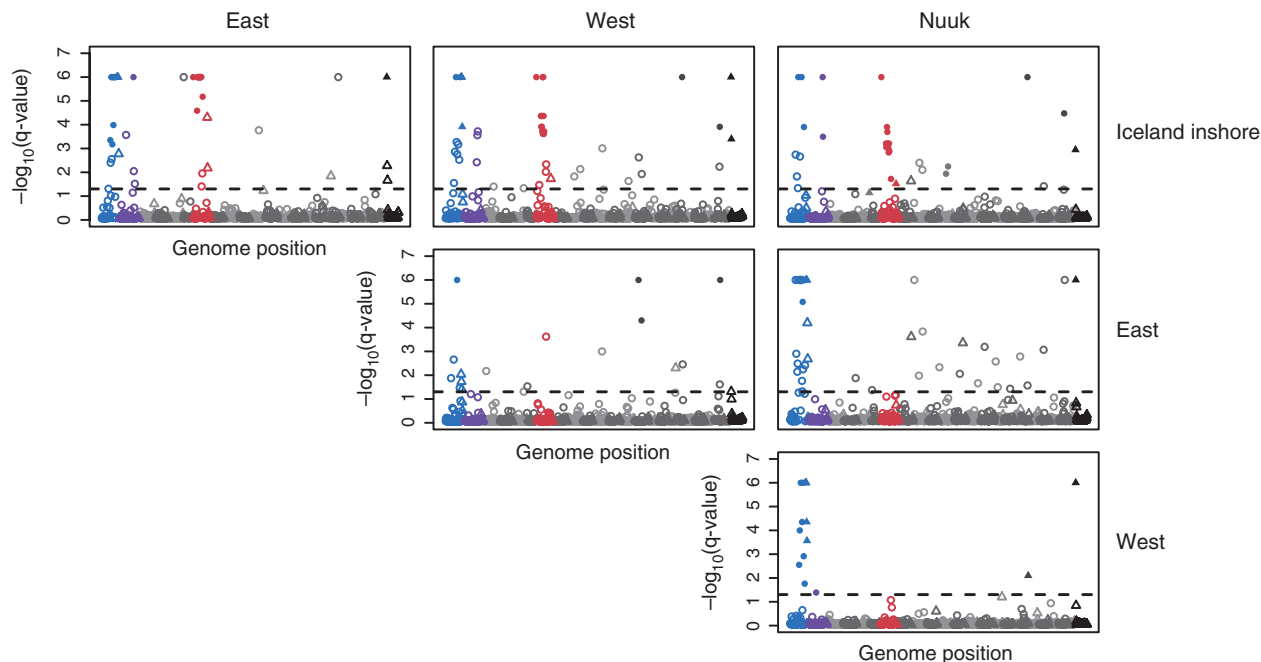 East
West
Nuuk
7
6
5
4
3
2
1
0
–log10(q-value)
Genome position
Iceland inshore
7
6
5
4
3
2
1
0
–log10(q-value)
Genome position
East
7
6
5
4
3
2
1
0
–log10(q-value)
Genome position
West